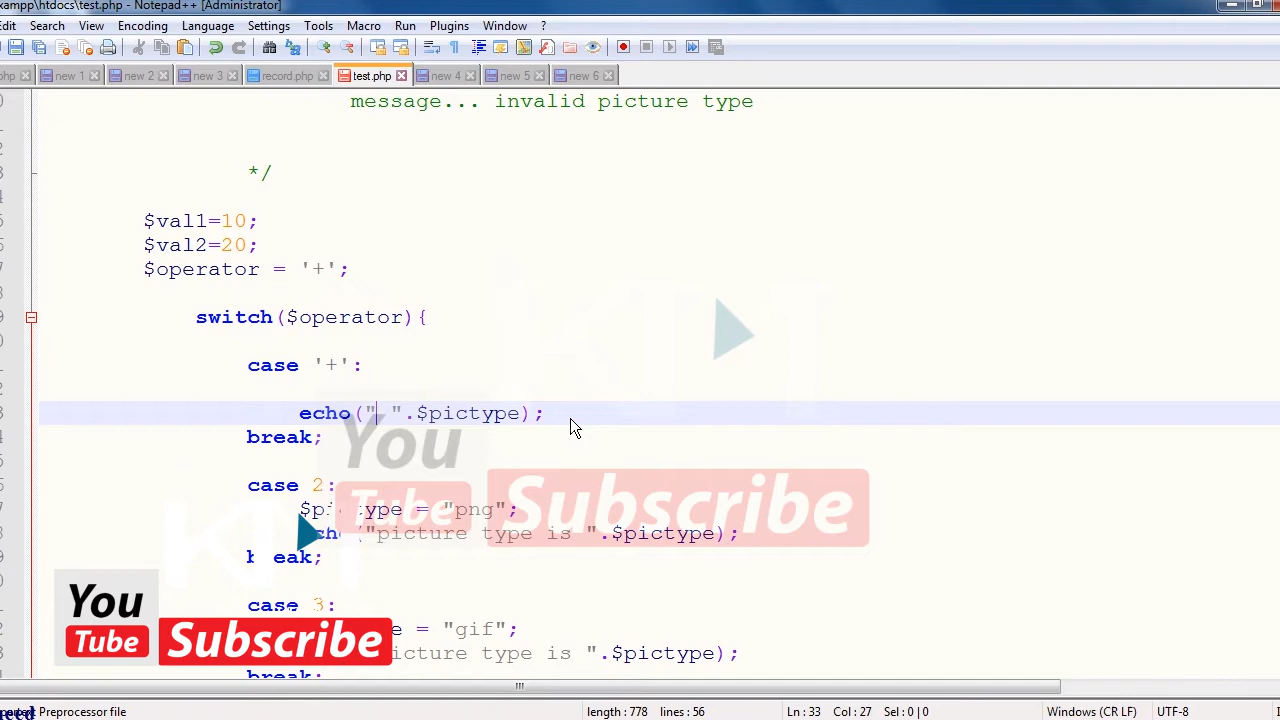 xampp\htdocs\test.php - Notepad++ [Administrator]
Edit Search View Encoding Language Settings Tools Macro Run Plugins Window ?
php new 1 new 2 new 3 record.php test.php new 4 new 5 new 6
message... invalid picture type
*/
$val1=10;
$val2=20;
$operator = '+';
switch($operator){
case '+':
echo(" ".$pictype);
break;
case 2:
= "png";
"picture type is ".$pictype);
break;
case 3:
= "gif";
picture type is ".$pictype);
break;
You
Tube Subscribe
You
Tube Subscribe
Preprocessor file length : 778 lines : 56 Ln : 33 Col : 27 Sel : 0 | 0 Windows (CR LF) UTF-8